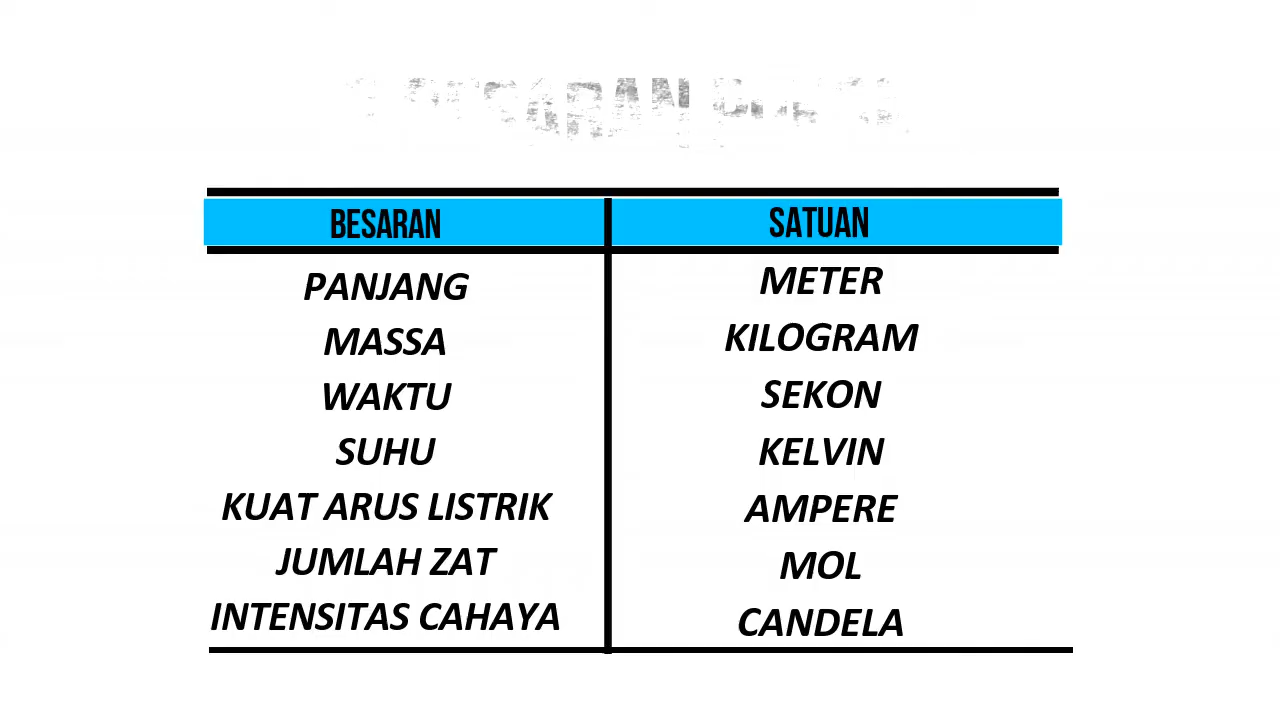 BESARAN SATUAN
PANJANG METER
MASSA KILOGRAM
WAKTU SEKON
SUHU KELVIN
KUAT ARUS LISTRIK AMPERE
JUMLAH ZAT MOL
INTENSITAS CAHAYA CANDELA